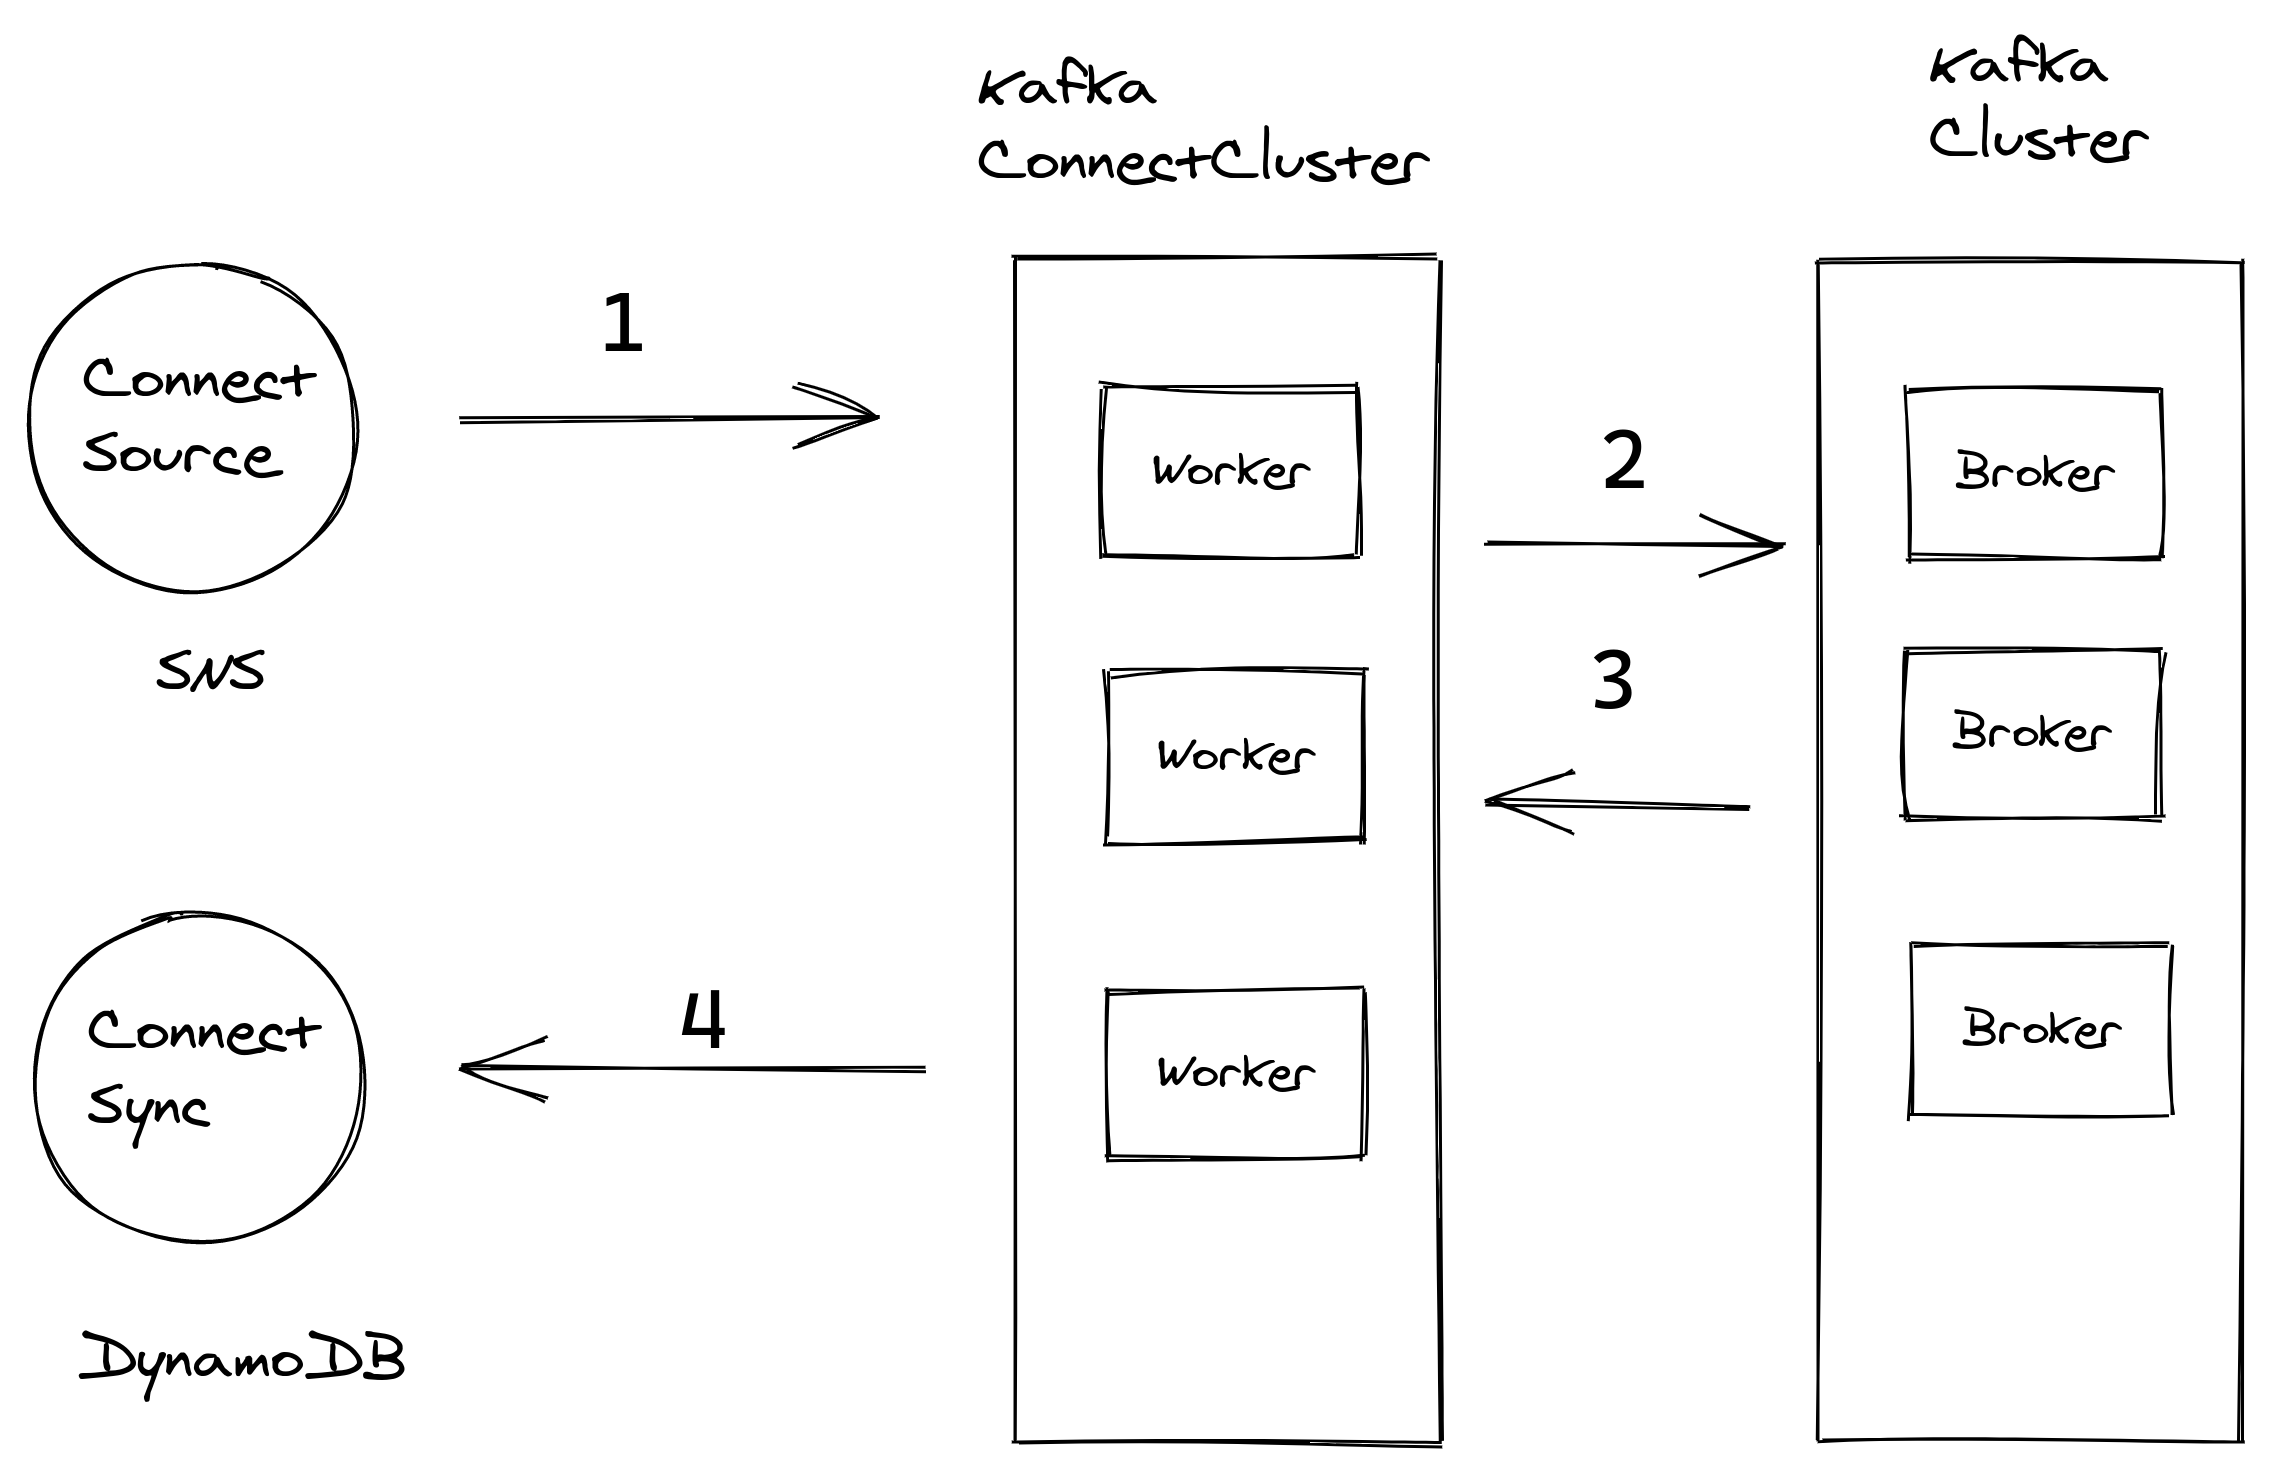 Kafka
ConnectCluster
Kafka
Cluster
Connect
Source
SNS
1
Worker
2
Broker
3
Worker
Broker
4
Connect
Sync
Worker
Broker
DynamoDB